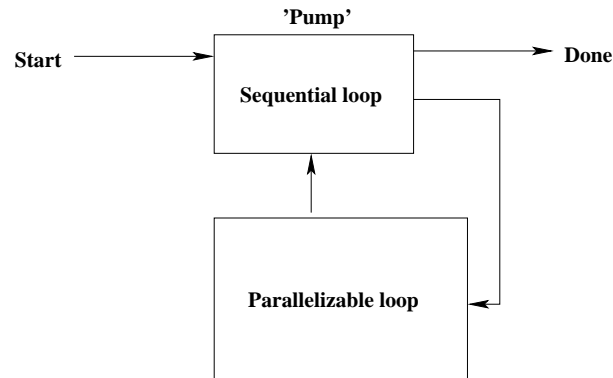 ’Pump’
Start
Done
Sequential loop
Parallelizable loop